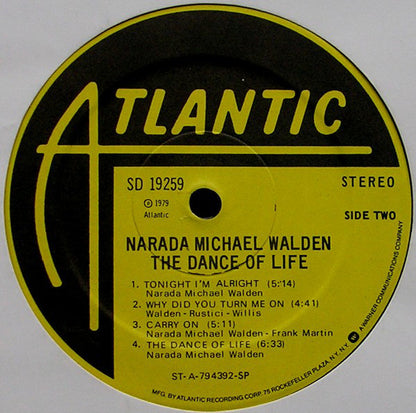 ATLANTIC
SD 19259
STEREO
℗ 1979
Atlantic
SIDE TWO
NARADA MICHAEL WALDEN
THE DANCE OF LIFE
1. TONIGHT I'M ALRIGHT (5:14)
Narada Michael Walden
2. WHY DID YOU TURN ME ON (4:41)
Walden - Rustici - Willis
3. CARRY ON (5:11)
Narada Michael Walden - Frank Martin
4. THE DANCE OF LIFE (6:33)
Narada Michael Walden
ST-A-794392-SP
MFG. BY ATLANTIC RECORDING CORP. 75 ROCKEFELLER PLAZA, N.Y. N.Y. A WARNER COMMUNICATIONS COMPANY